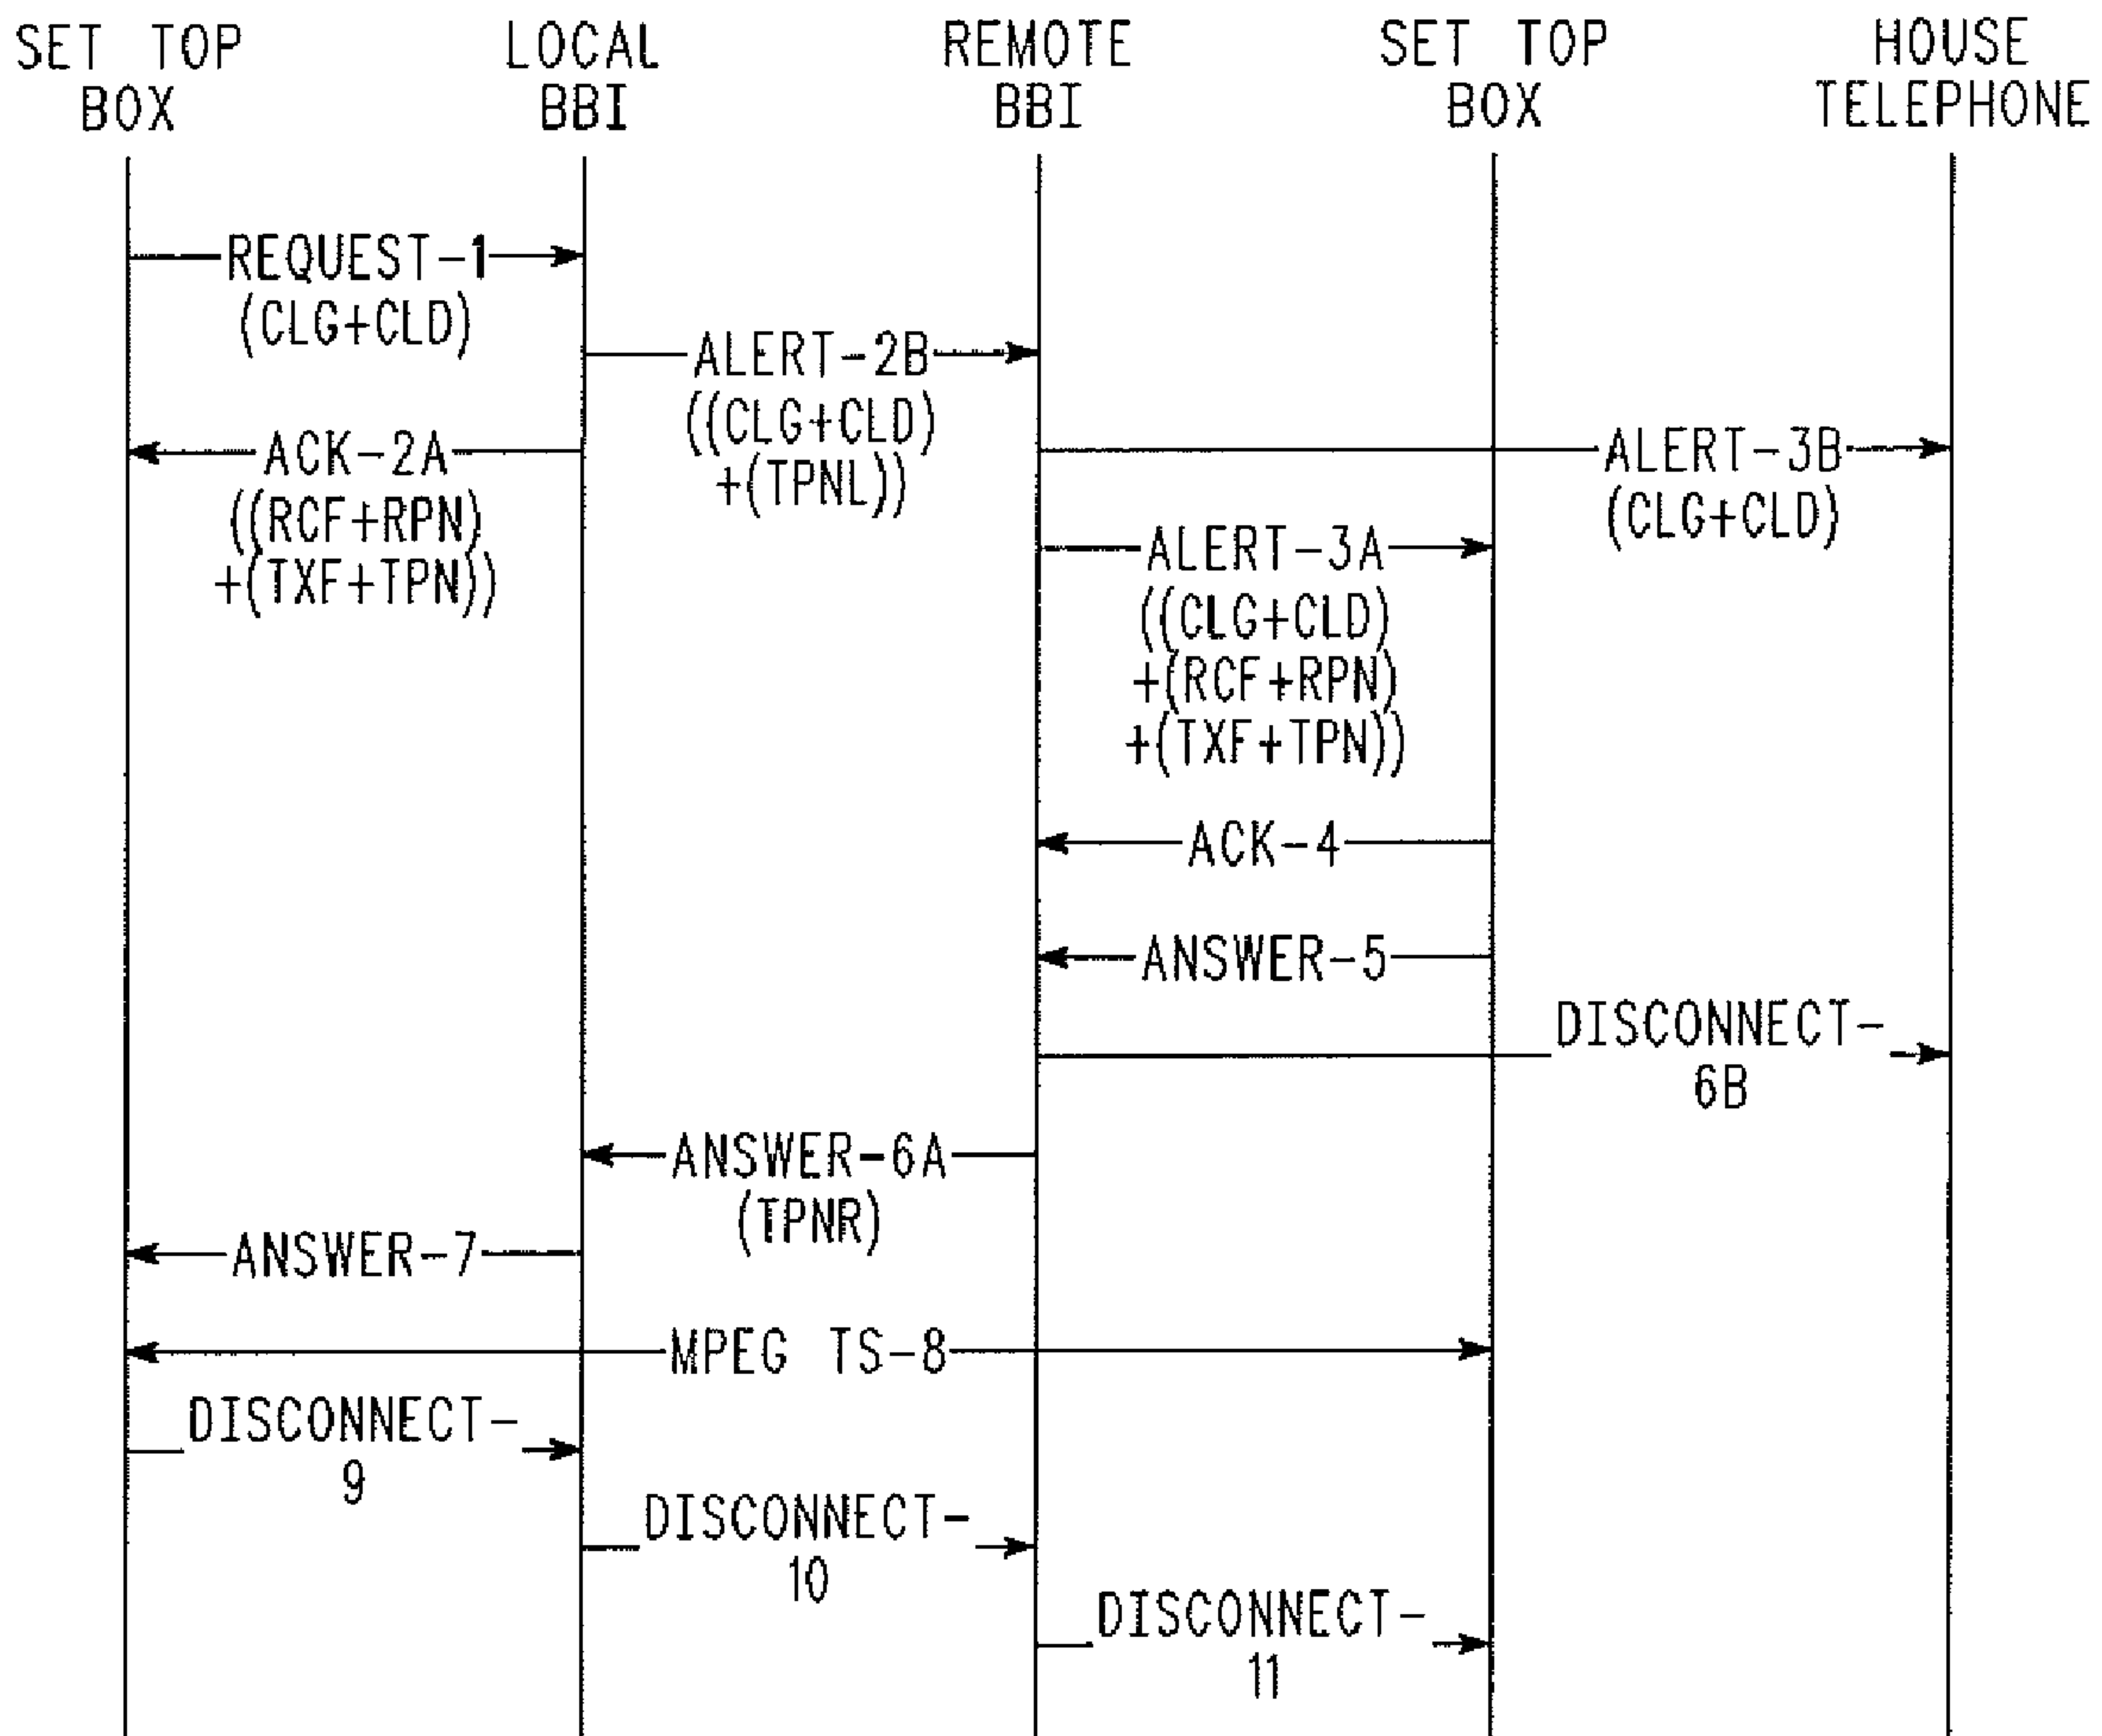 SET TOP
BOX
LOCAL
BBI
REMOTE
BBI
SET TOP
BOX
HOUSE
TELEPHONE
REQUEST-1
(CLG+CLD)
ALERT-2B
((CLG+CLD)
+(TPNL))
ACK-2A
((RCF+RPN)
+(TXF+TPN))
ALERT-3B
(CLG+CLD)
ALERT-3A
((CLG+CLD)
+(RCF+RPN)
+(TXF+TPN))
ACK-4
ANSWER-5
DISCONNECT-
6B
ANSWER-6A
(TPNR)
ANSWER-7
MPEG TS-8
DISCONNECT-
9
DISCONNECT-
10
DISCONNECT-
11